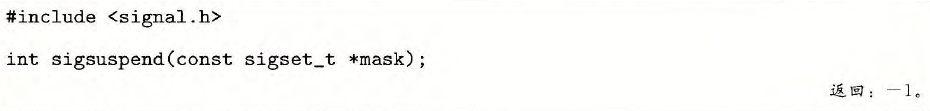 #include <signal.h>
int sigsuspend(const sigset_t *mask);
返回：－1。